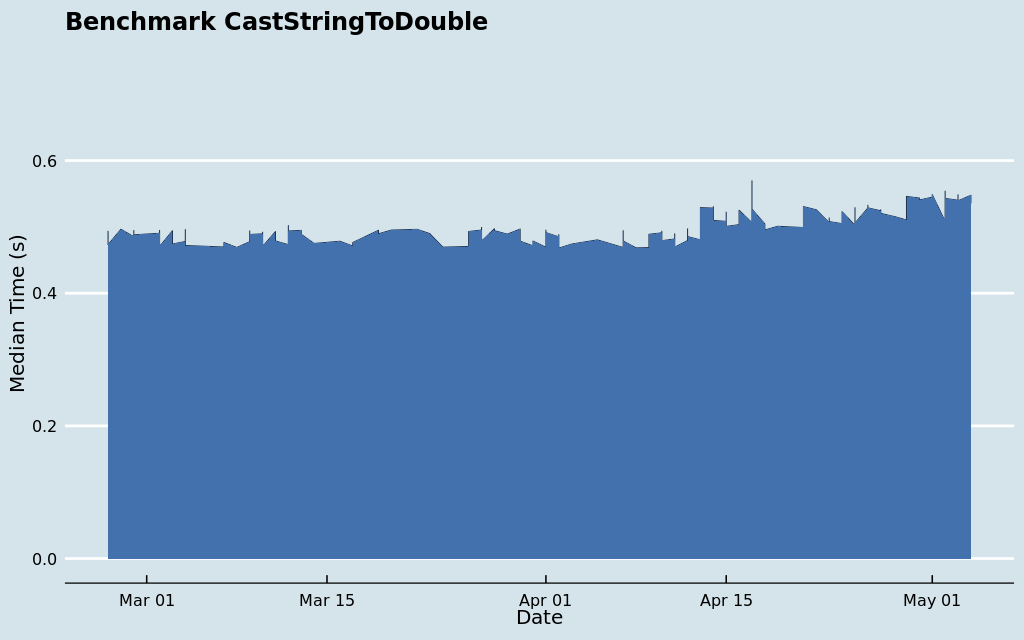 Benchmark CastStringToDouble
0.6
0.4
0.2
0.0
Median Time (s)
Mar 01
Mar 15
Apr 01
Apr 15
May 01
Date